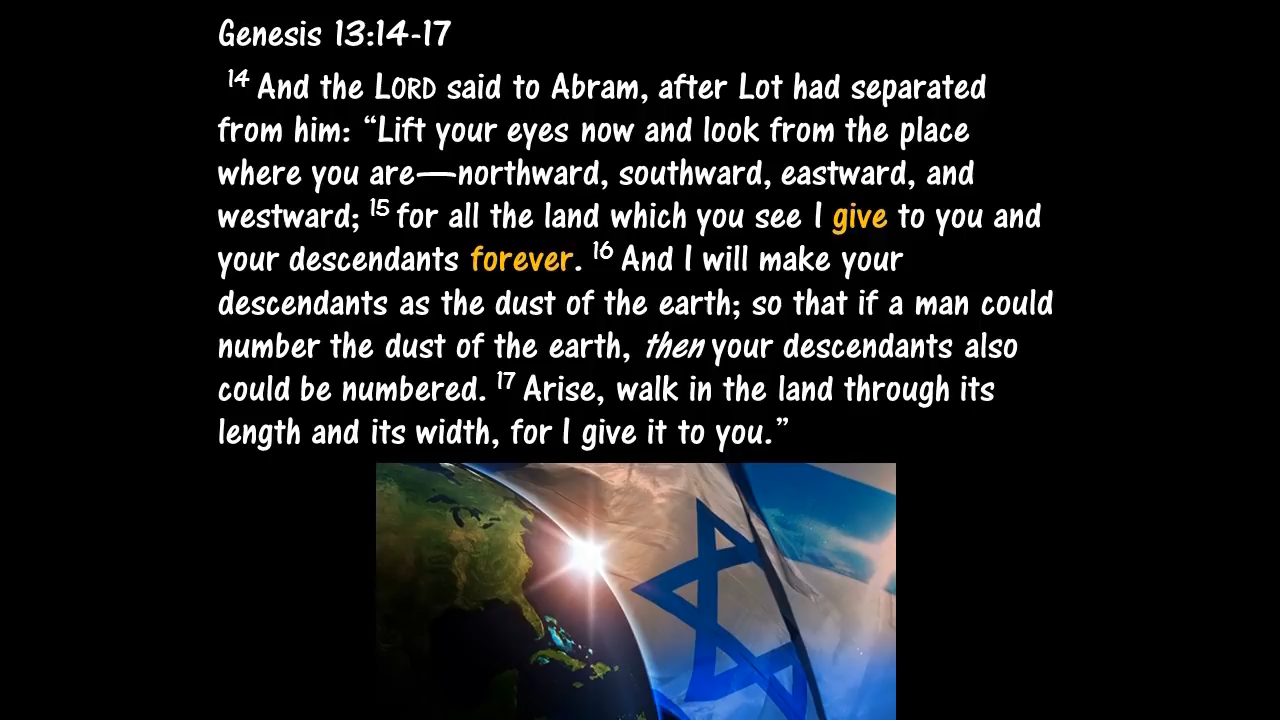 Genesis 13:14-17
14 And the LORD said to Abram, after Lot had separated
from him: “Lift your eyes now and look from the place
where you are—northward, southward, eastward, and
westward; 15 for all the land which you see I give to you and
your descendants forever. 16 And I will make your
descendants as the dust of the earth; so that if a man could
number the dust of the earth, then your descendants also
could be numbered. 17 Arise, walk in the land through its
length and its width, for I give it to you.”